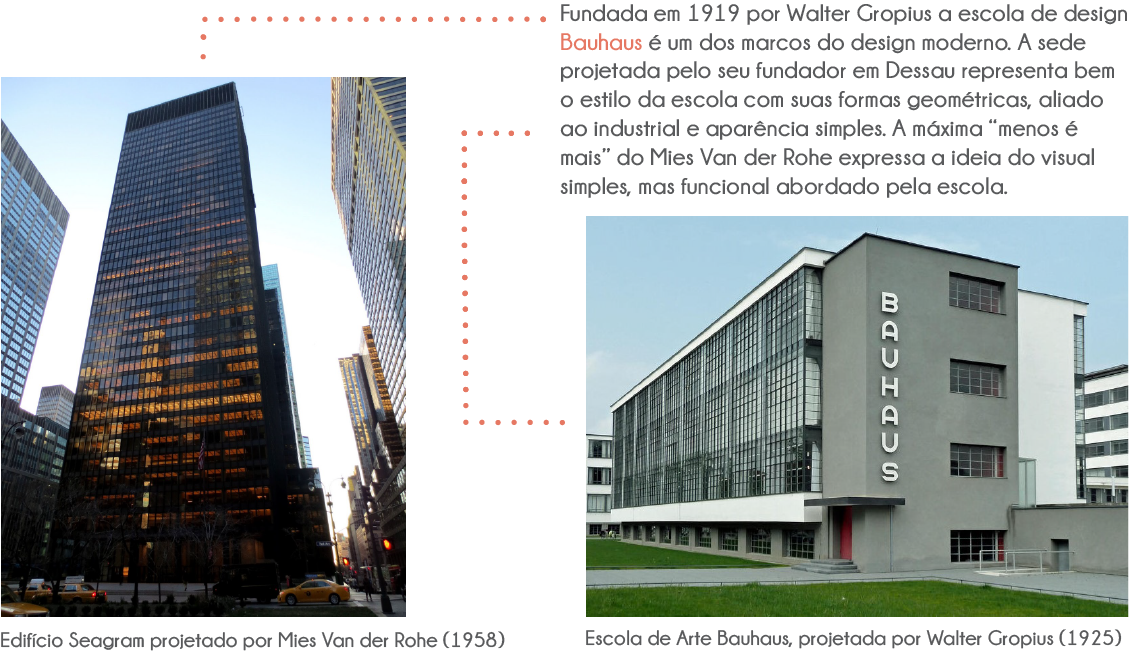 Fundada em 1919 por Walter Gropius a escola de design
Bauhaus é um dos marcos do design moderno. A sede
projetada pelo seu fundador em Dessau representa bem
o estilo da escola com suas formas geométricas, aliado
ao industrial e aparência simples. A máxima “menos é
mais” do Mies Van der Rohe expressa a ideia do visual
simples, mas funcional abordado pela escola.
BAUHAUS
Edifício Seagram projetado por Mies Van der Rohe (1958)
Escola de Arte Bauhaus, projetada por Walter Gropius (1925)